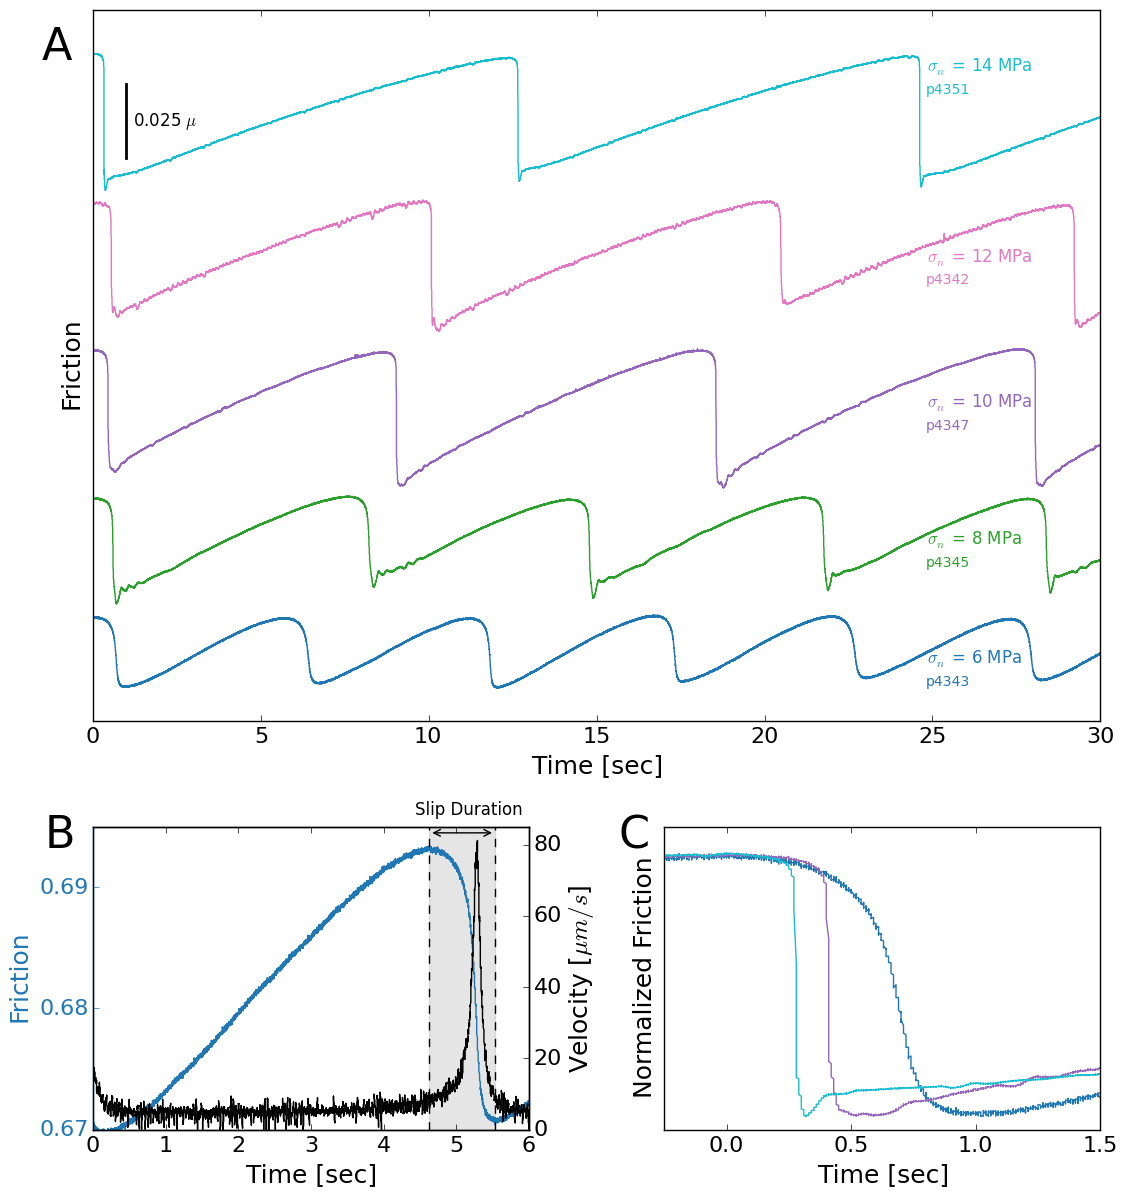 A
σn = 14 MPa
p4351
0.025 μ
σn = 12 MPa
p4342
Friction
σn = 10 MPa
p4347
σn = 8 MPa
p4345
σn = 6 MPa
p4343
0 5 10 15 20 25 30
Time [sec]
B
Slip Duration
Friction
0.69
0.68
0.67
80
60
40
20
0
Velocity [μm/s]
0 1 2 3 4 5 6
Time [sec]
C
Normalized Friction
0.0 0.5 1.0 1.5
Time [sec]